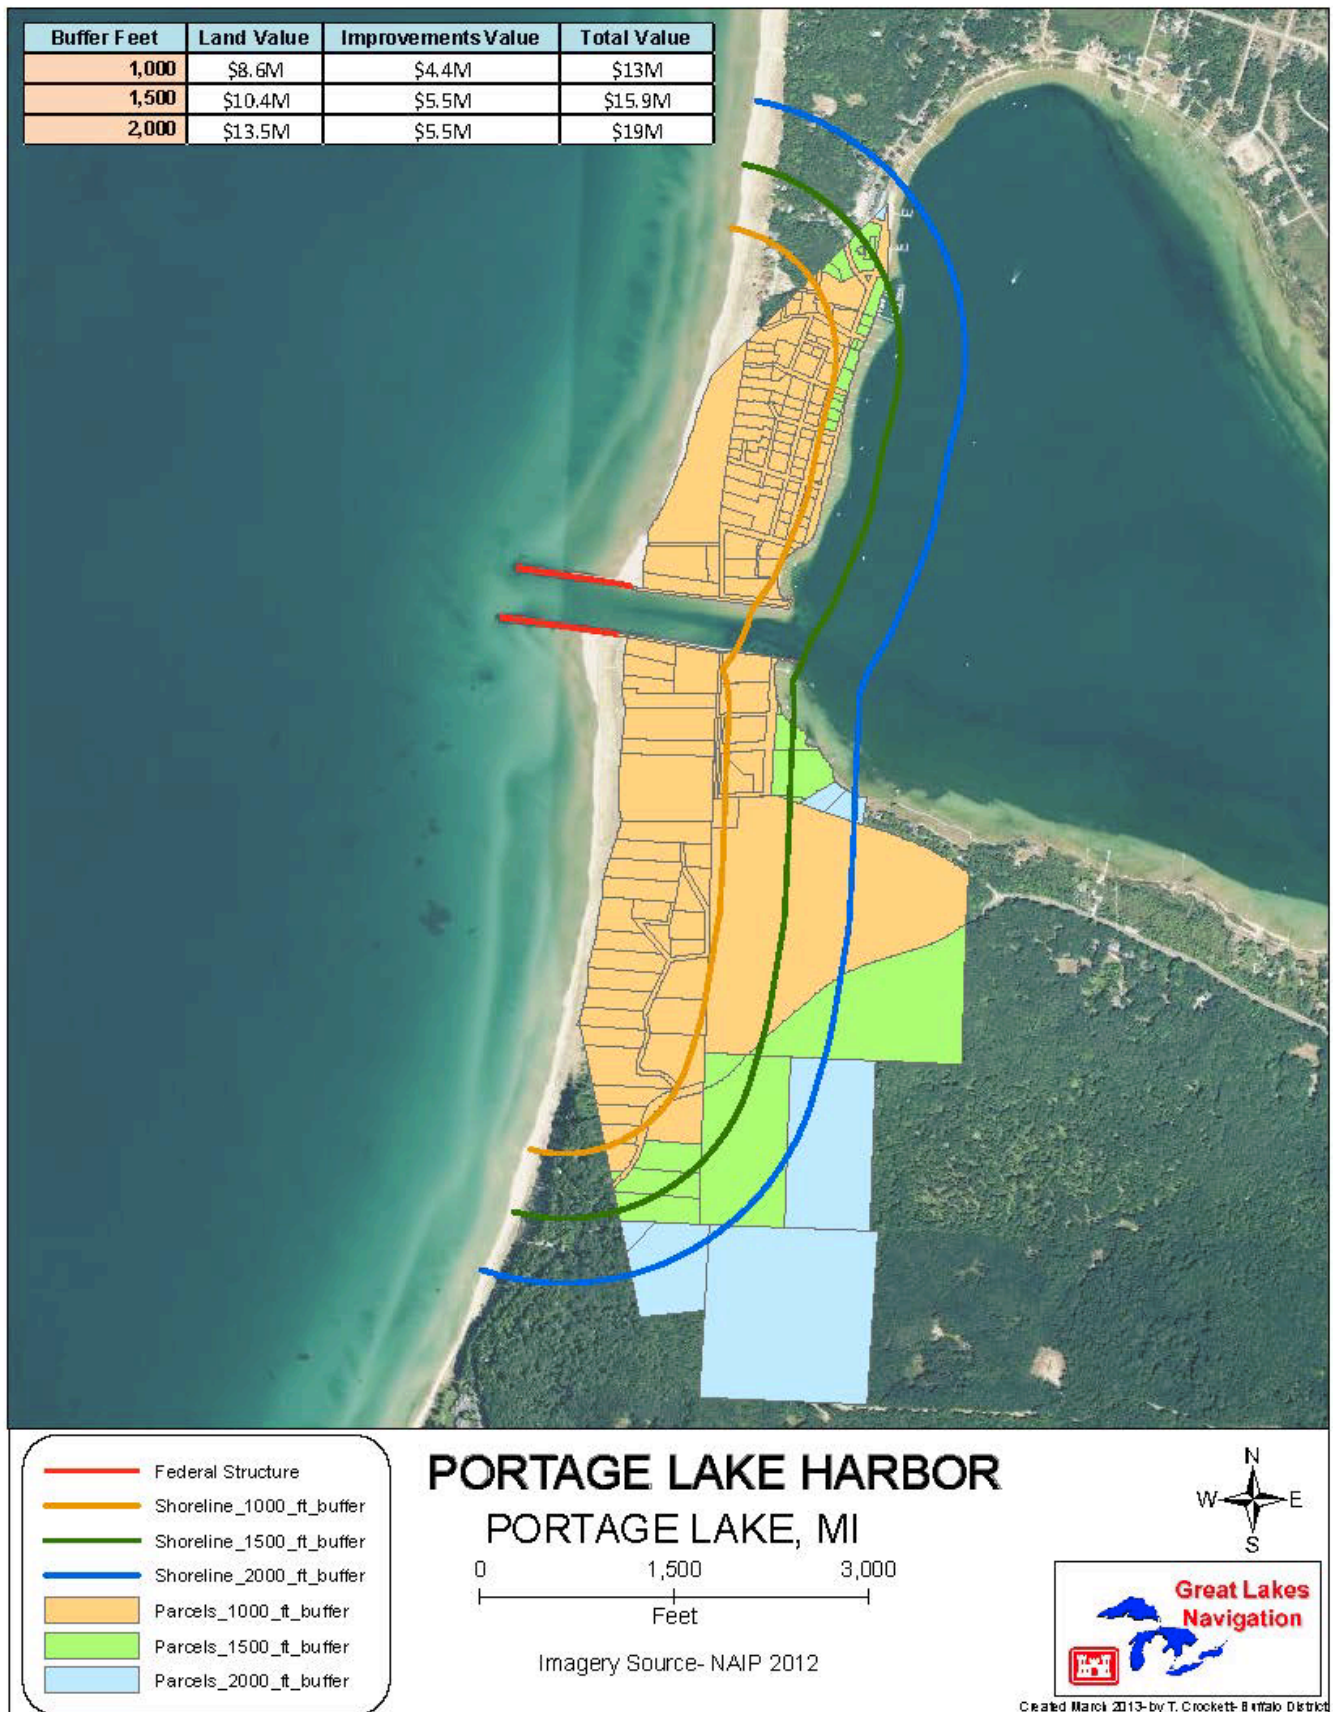 Buffer Feet Land Value Improvements Value Total Value
1,000 $8.6M $4.4M $13M
1,500 $10.4M $5.5M $15.9M
2,000 $13.5M $5.5M $19M
Federal Structure
Shoreline_1000_ft_buffer
Shoreline_1500_ft_buffer
Shoreline_2000_ft_buffer
Parcels_1000_ft_buffer
Parcels_1500_ft_buffer
Parcels_2000_ft_buffer
PORTAGE LAKE HARBOR
PORTAGE LAKE, MI
0 1,500 3,000
Feet
Imagery Source- NAIP 2012
N
W E
S
Great Lakes
Navigation
Created March 2013-by T. Crockett- Buffalo District